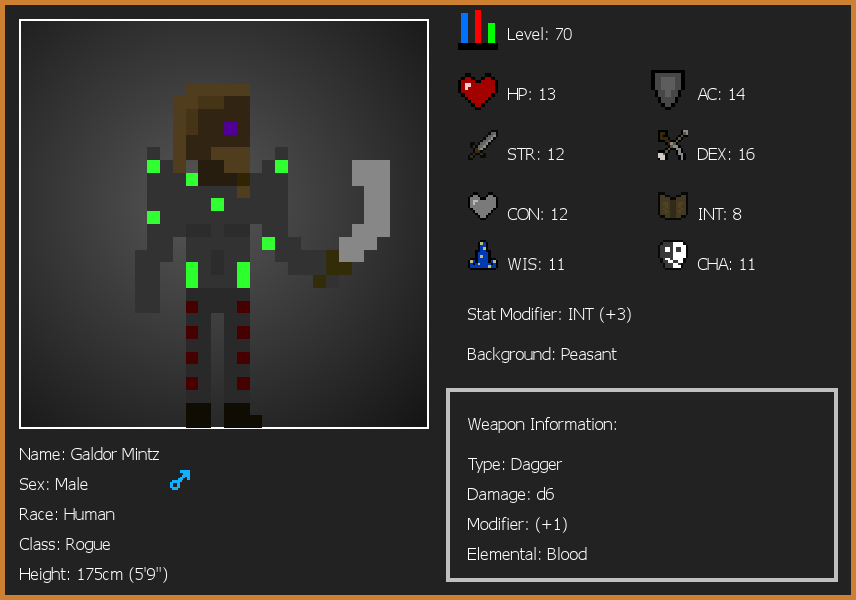 Level: 70
HP: 13
AC: 14
STR: 12
DEX: 16
CON: 12
INT: 8
WIS: 11
CHA: 11
Stat Modifier: INT (+3)
Background: Peasant
Weapon Information:
Type: Dagger
Damage: d6
Modifier: (+1)
Elemental: Blood
Name: Galdor Mintz
Sex: Male
Race: Human
Class: Rogue
Height: 175cm (5'9")